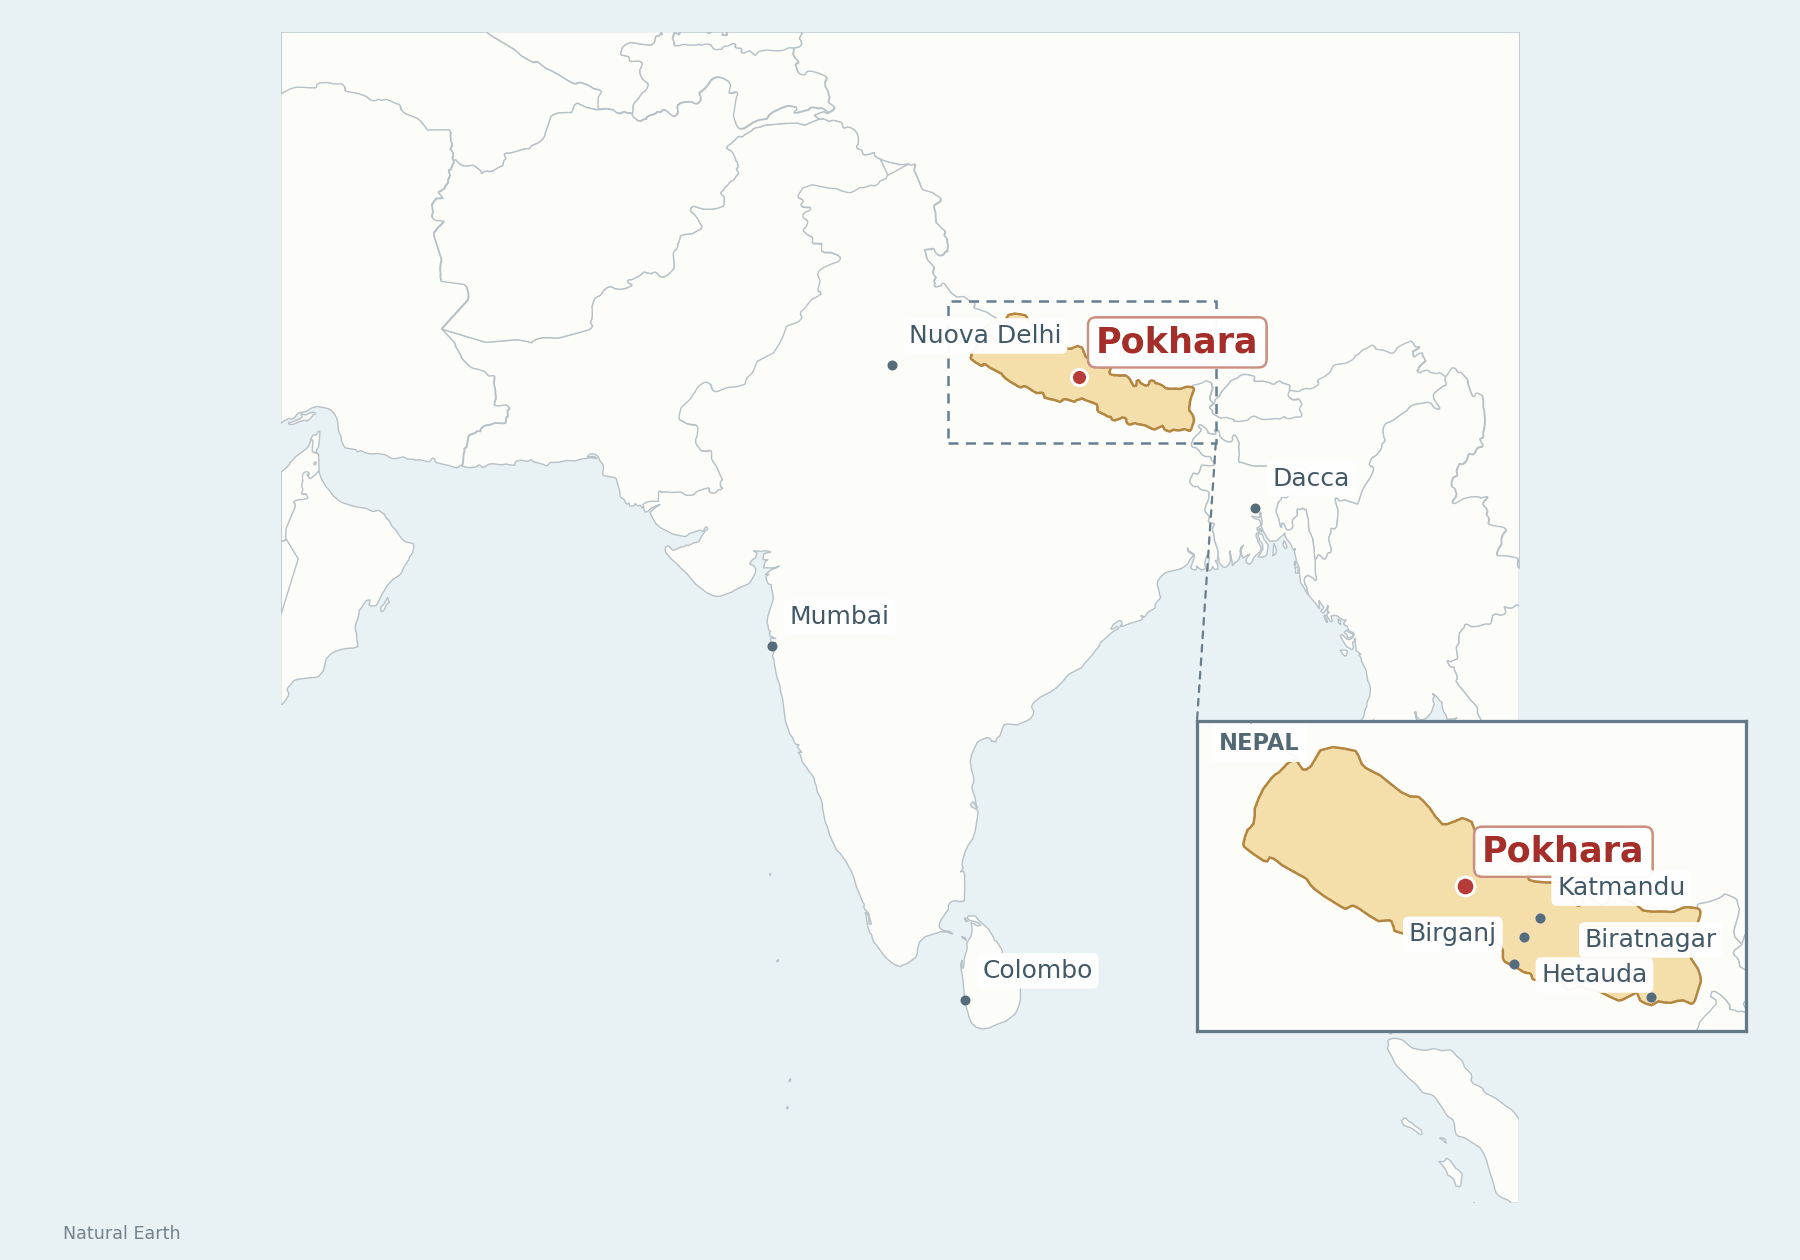 Nuova Delhi
Pokhara
Dacca
Mumbai
NEPAL
Pokhara
Katmandu
Birganj
Biratnagar
Hetauda
Colombo
Natural Earth